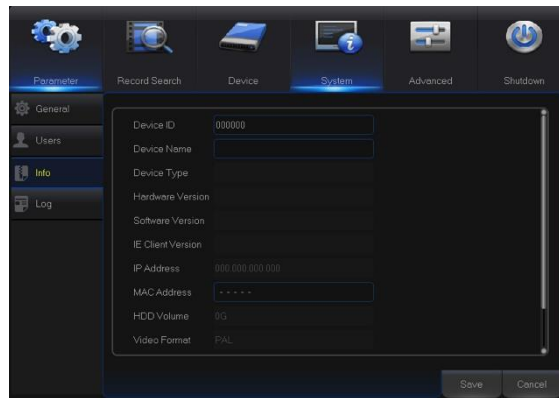 Parameter Record Search Device System Advanced Shutdown
General
Users
Info
Log
Device ID 000000
Device Name
Device Type
Hardware Version
Software Version
IE Client Version
IP Address 000.000.000.000
MAC Address - - - - -
HDD Volume 0G
Video Format PAL
Save Cancel